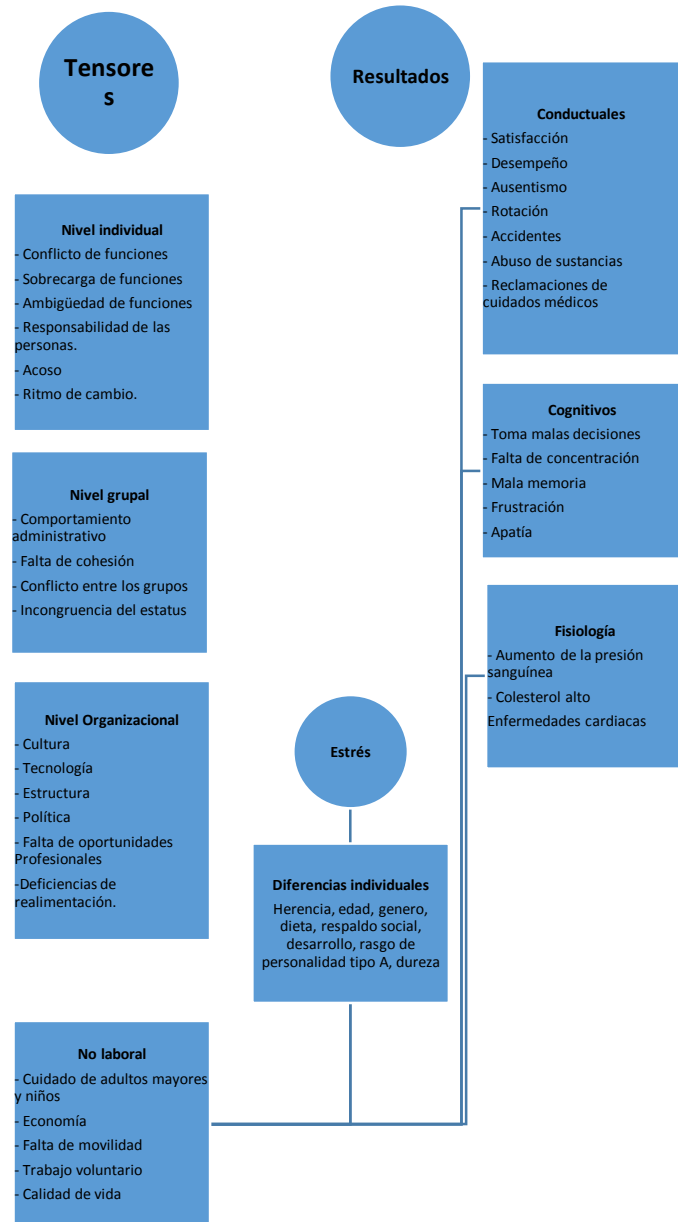 Tensore
s
Nivel individual
- Conflicto de funciones
- Sobrecarga de funciones
- Ambigüedad de funciones
- Responsabilidad de las
personas.
- Acoso
- Ritmo de cambio.
Nivel grupal
- Comportamiento
administrativo
- Falta de cohesión
- Conflicto entre los grupos
- Incongruencia del estatus
Nivel Organizacional
- Cultura
- Tecnología
- Estructura
- Política
- Falta de oportunidades
Profesionales
-Deficiencias de
realimentación.
No laboral
- Cuidado de adultos mayores
y niños
- Economía
- Falta de movilidad
- Trabajo voluntario
- Calidad de vida
Estrés
Diferencias individuales
Herencia, edad, genero,
dieta, respaldo social,
desarrollo, rasgo de
personalidad tipo A, dureza
Resultados
Conductuales
- Satisfacción
- Desempeño
- Ausentismo
- Rotación
- Accidentes
- Abuso de sustancias
- Reclamaciones de
cuidados médicos
Cognitivos
- Toma malas decisiones
- Falta de concentración
- Mala memoria
- Frustración
- Apatía
Fisiología
- Aumento de la presión
sanguínea
- Colesterol alto
Enfermedades cardiacas